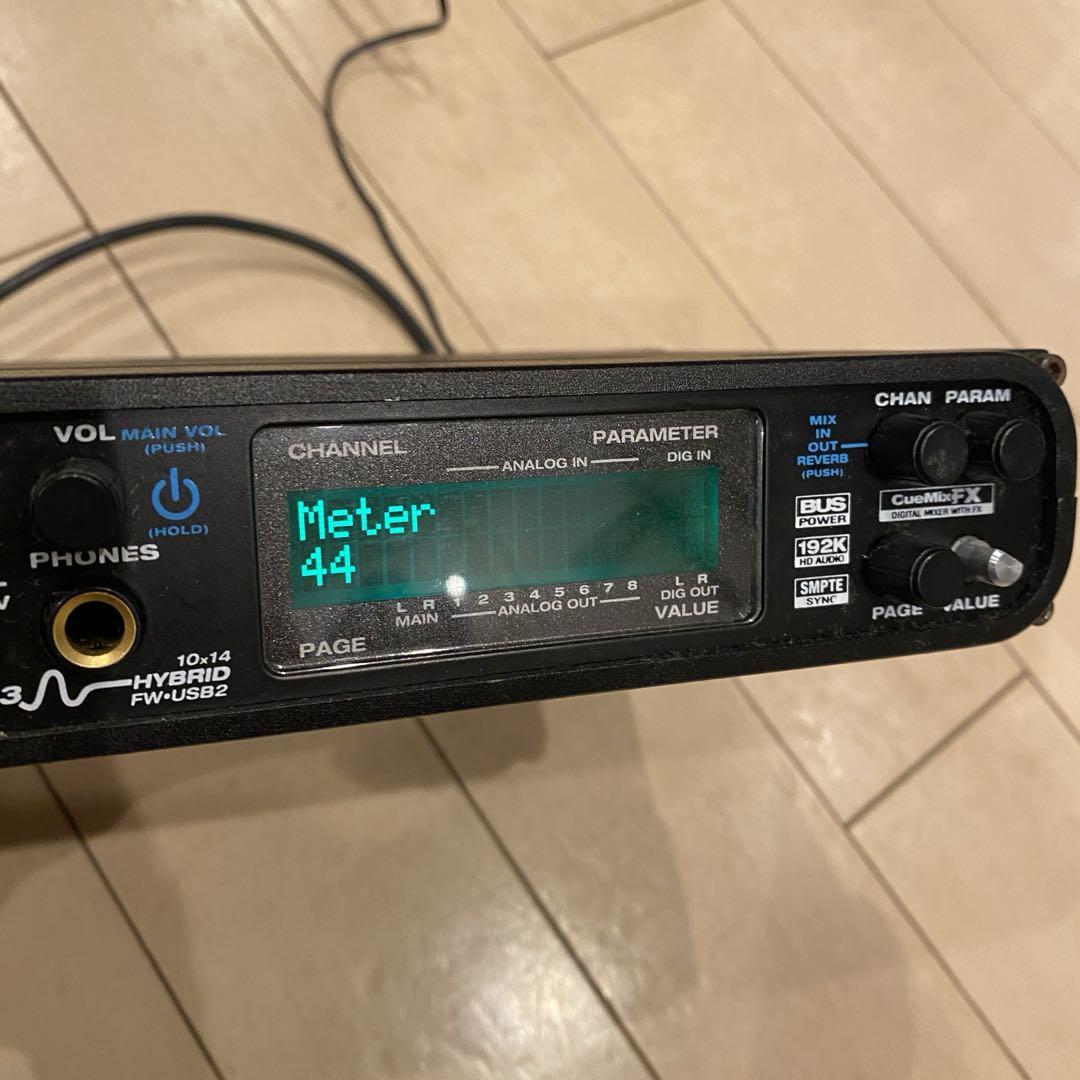 VOL MAIN VOL
(PUSH)
(HOLD)
PHONES
3
10x14
HYBRID
FW•USB2
CHANNEL
PARAMETER
ANALOG IN
DIG IN
Meter
44
L R 1 2 3 4 5 6 7 8 L R
MAIN ANALOG OUT DIG OUT
PAGE
VALUE
CHAN PARAM
MIX
IN
OUT
REVERB
(PUSH)
BUS
POWER
192K
HD AUDIO
SMPTE
SYNC
CueMixFX
DIGITAL MIXER WITH FX
PAGE VALUE